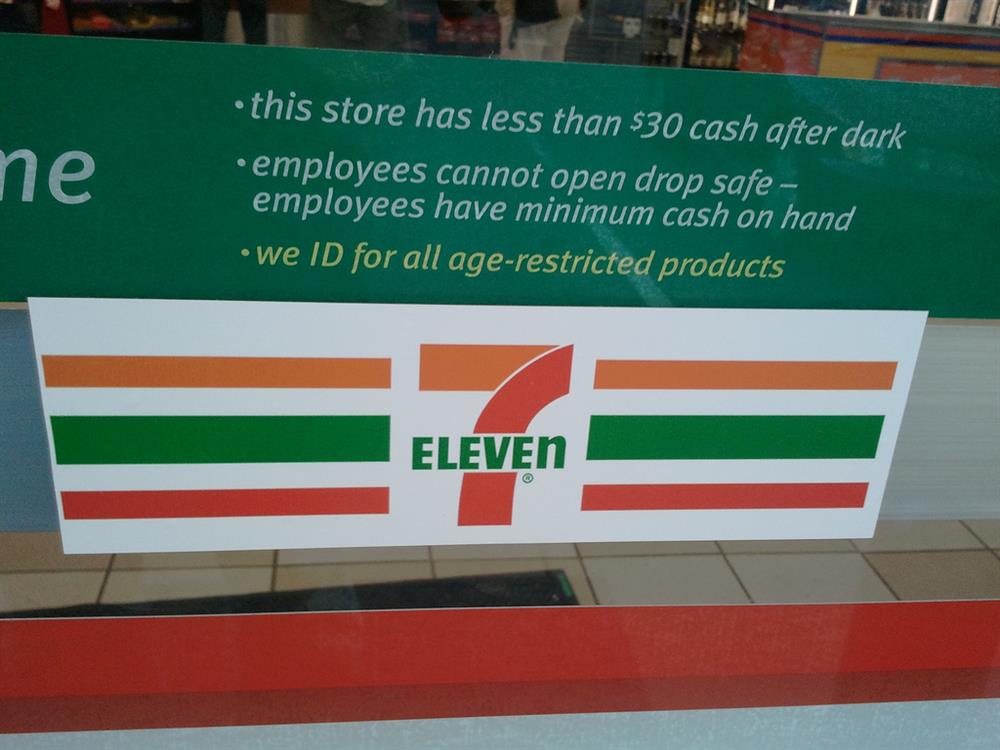 • this store has less than $30 cash after dark
me
• employees cannot open drop safe –
employees have minimum cash on hand
• we ID for all age-restricted products
7
ELEVEn
®